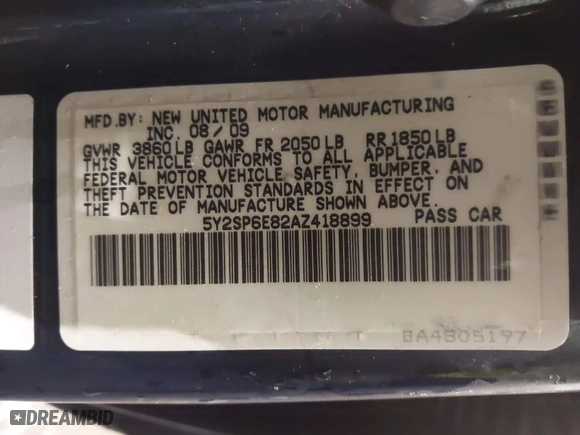 MFD.BY: NEW UNITED MOTOR MANUFACTURING
INC. 08/09
GVWR 3860LB GAWR FR 2050LB RR 1850LB
THIS VEHICLE CONFORMS TO ALL APPLICABLE
FEDERAL MOTOR VEHICLE SAFETY, BUMPER, AND
THEFT PREVENTION STANDARDS IN EFFECT ON
THE DATE OF MANUFACTURE SHOWN ABOVE.
5Y2SP6E82AZ418899 PASS CAR
BA4B05197
DREAMBID